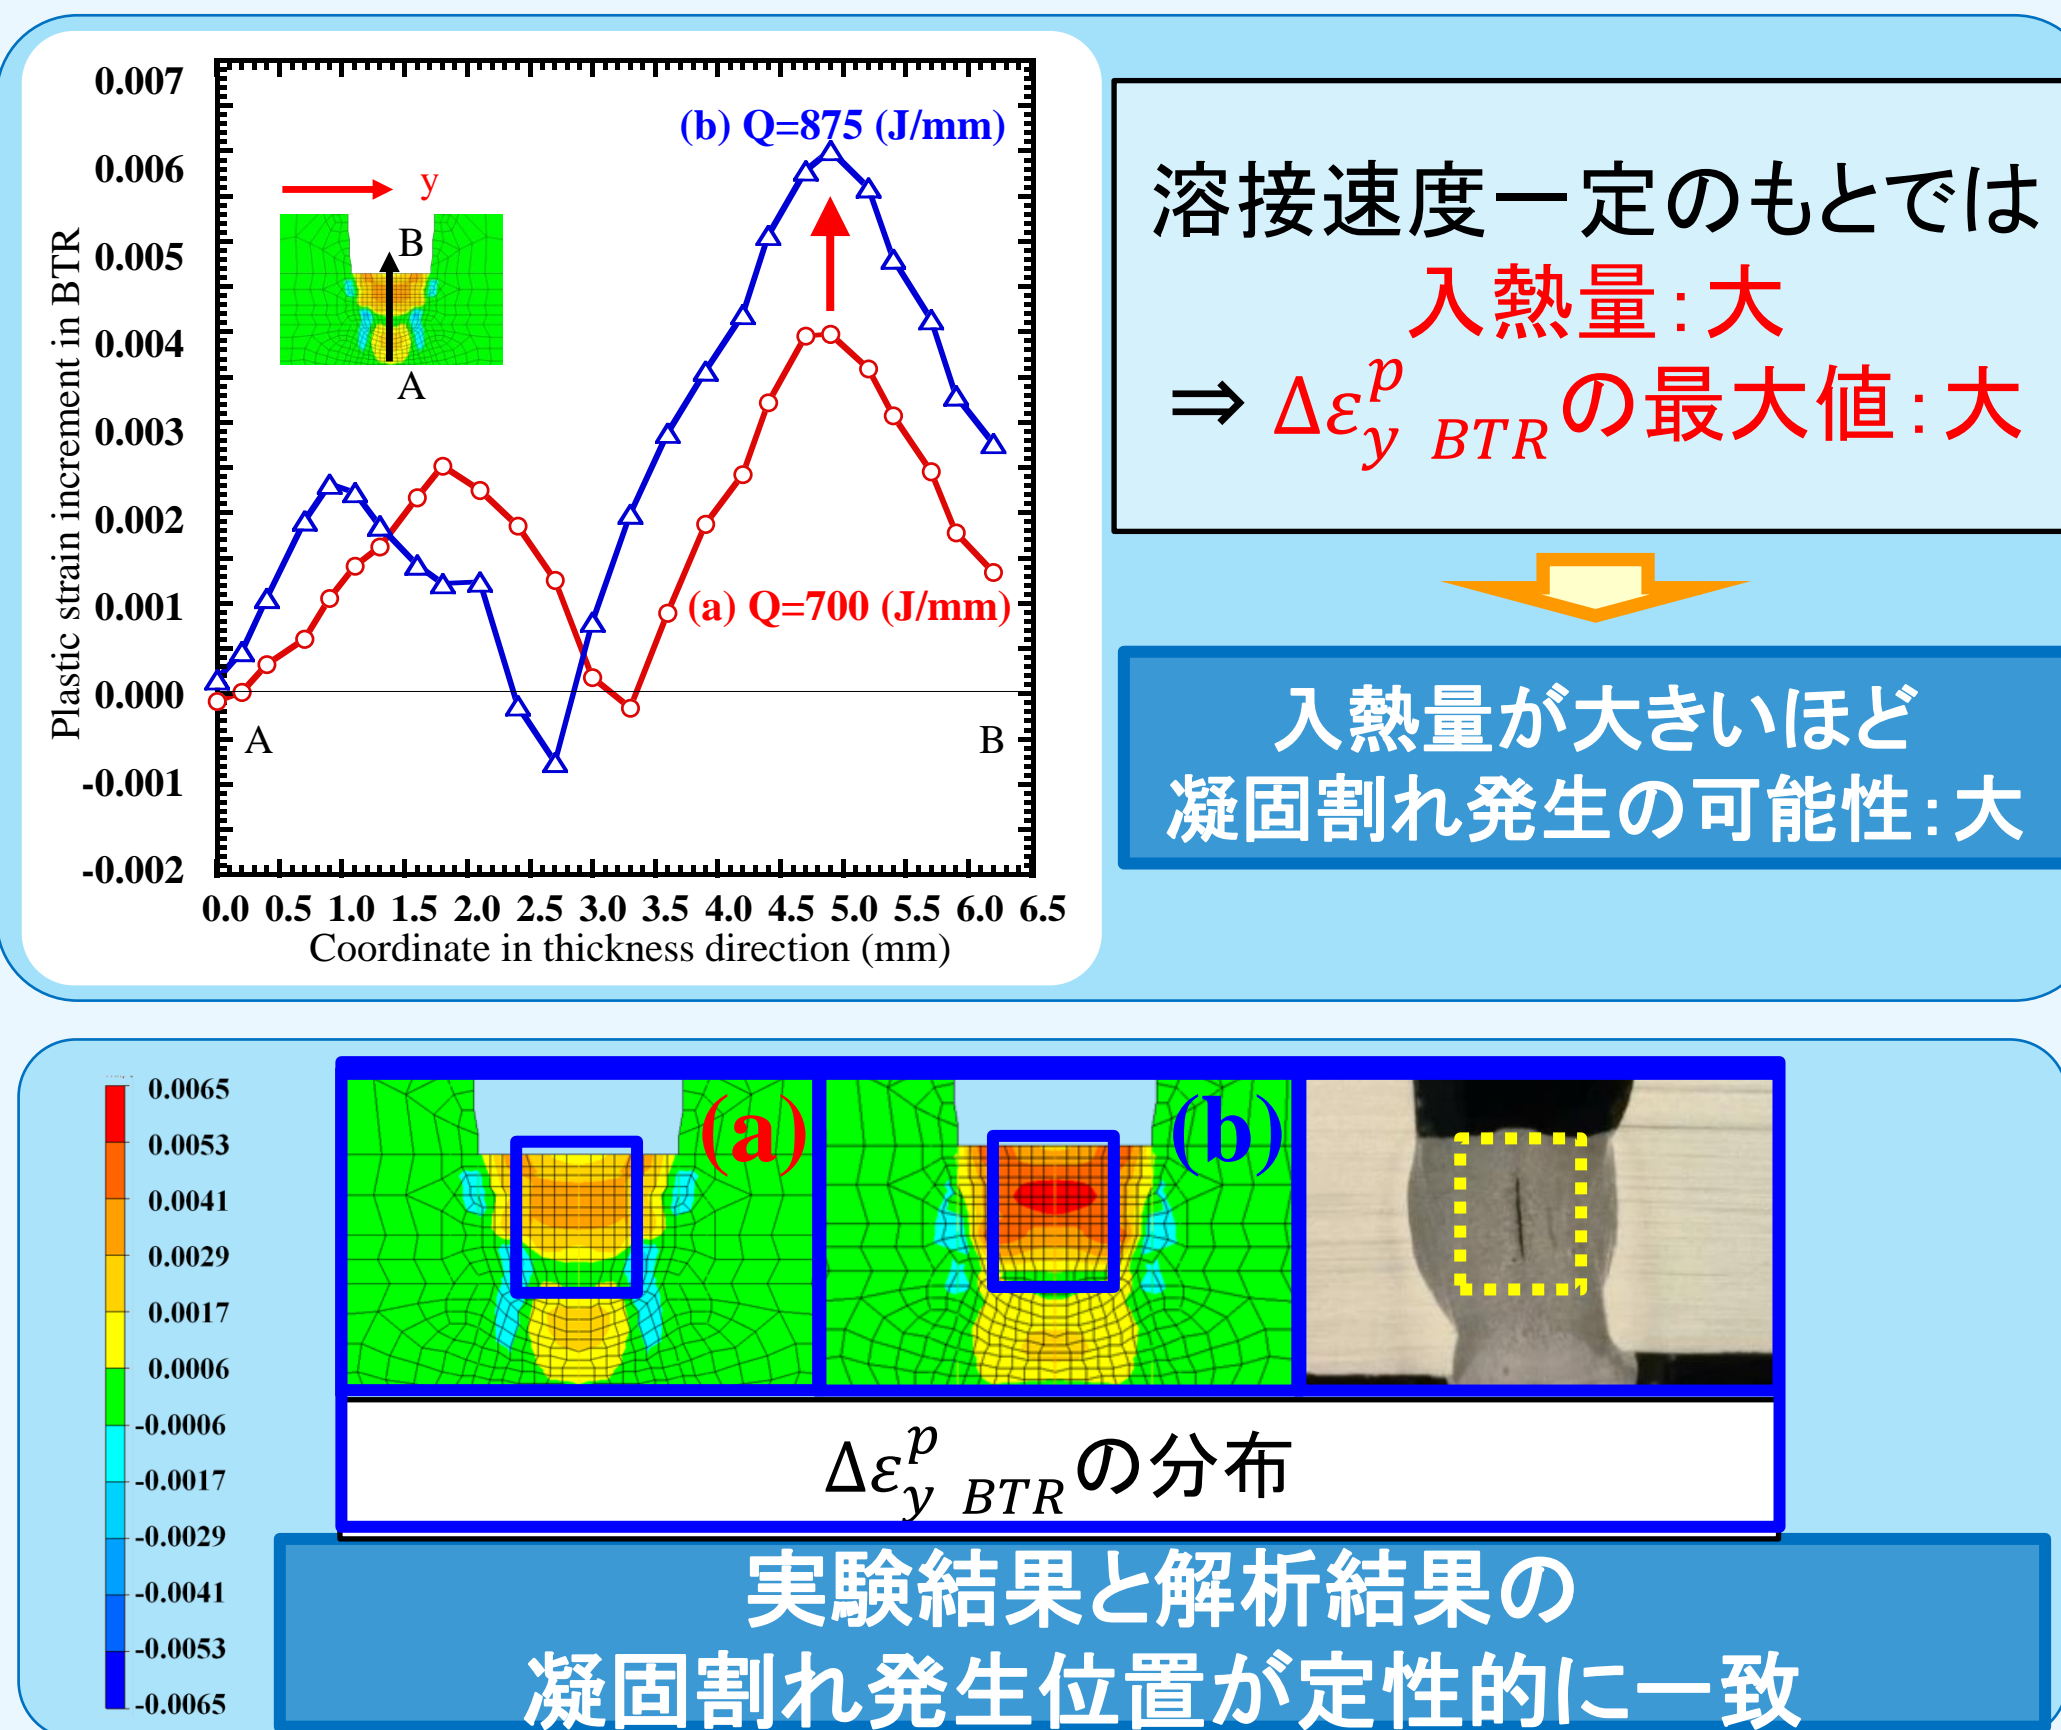 0.007
0.006
0.005
0.004
0.003
0.002
0.001
0.000
-0.001
-0.002
Plastic strain increment in BTR
(b) Q=875 (J/mm)
y
B
A
(a) Q=700 (J/mm)
A
B
0.0 0.5 1.0 1.5 2.0 2.5 3.0 3.5 4.0 4.5 5.0 5.5 6.0 6.5
Coordinate in thickness direction (mm)
溶接速度一定のもとでは
入熱量：大
⇒ Δε_y^p _BTR の最大値：大
入熱量が大きいほど
凝固割れ発生の可能性：大
0.0065
0.0053
0.0041
0.0029
0.0017
0.0006
-0.0006
-0.0017
-0.0029
-0.0041
-0.0053
-0.0065
(a)
(b)
Δε_y^p _BTR の分布
実験結果と解析結果の
凝固割れ発生位置が定性的に一致